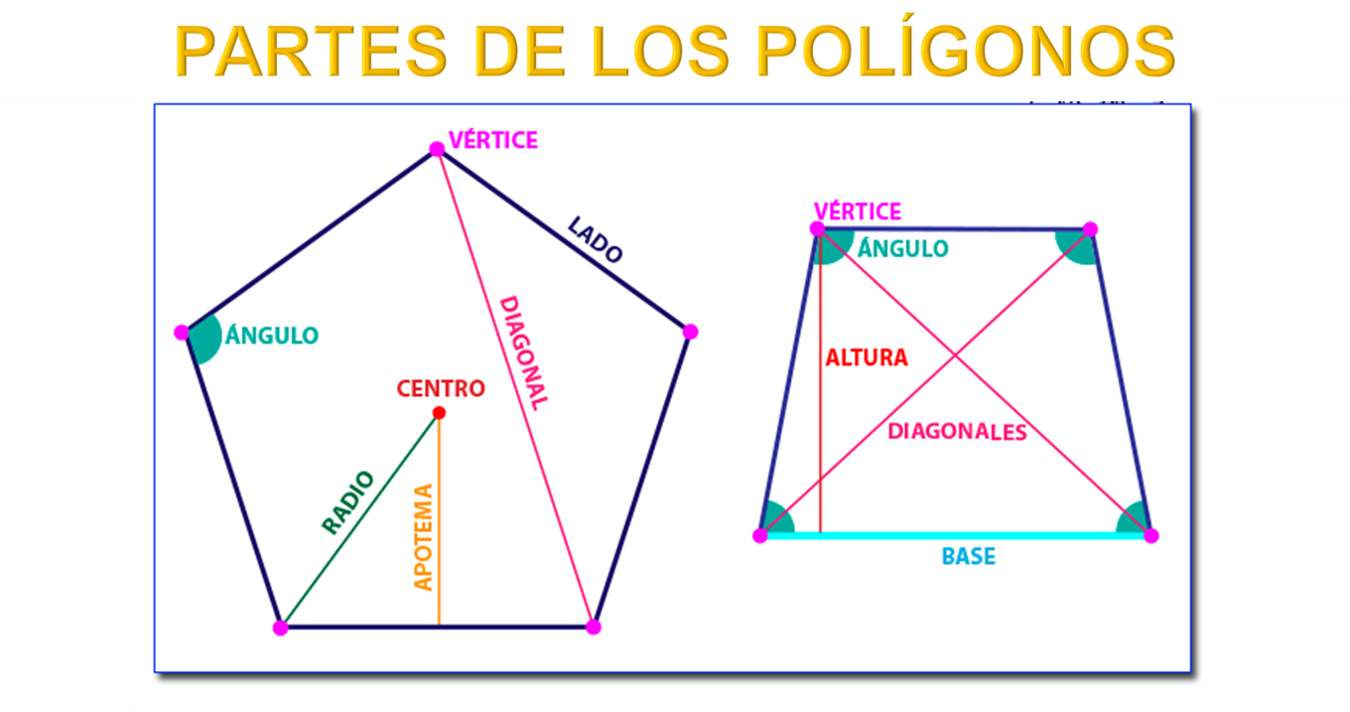 PARTES DE LOS POLÍGONOS
VÉRTICE
LADO
ÁNGULO
DIAGONAL
CENTRO
RADIO
APOTEMA
VÉRTICE
ÁNGULO
ALTURA
DIAGONALES
BASE